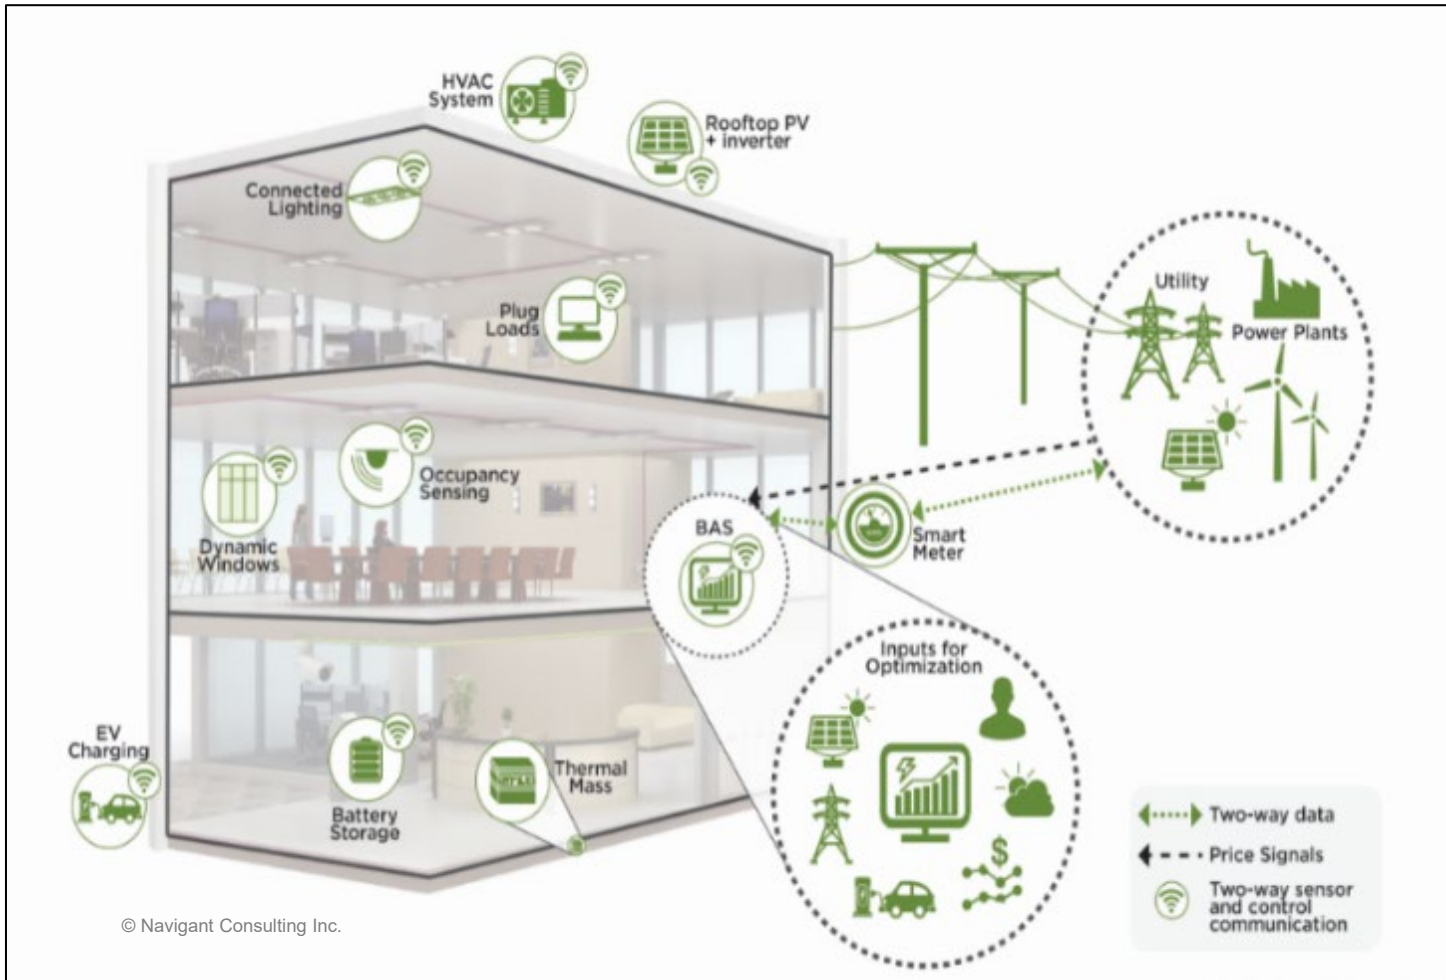 HVAC
System
Rooftop PV
+ inverter
Connected
Lighting
Plug
Loads
Utility
Power Plants
Occupancy
Sensing
Dynamic
Windows
BAS
Smart
Meter
Inputs for
Optimization
EV
Charging
Battery
Storage
Thermal
Mass
$
Two-way data
Price Signals
Two-way sensor
and control
communication
© Navigant Consulting Inc.